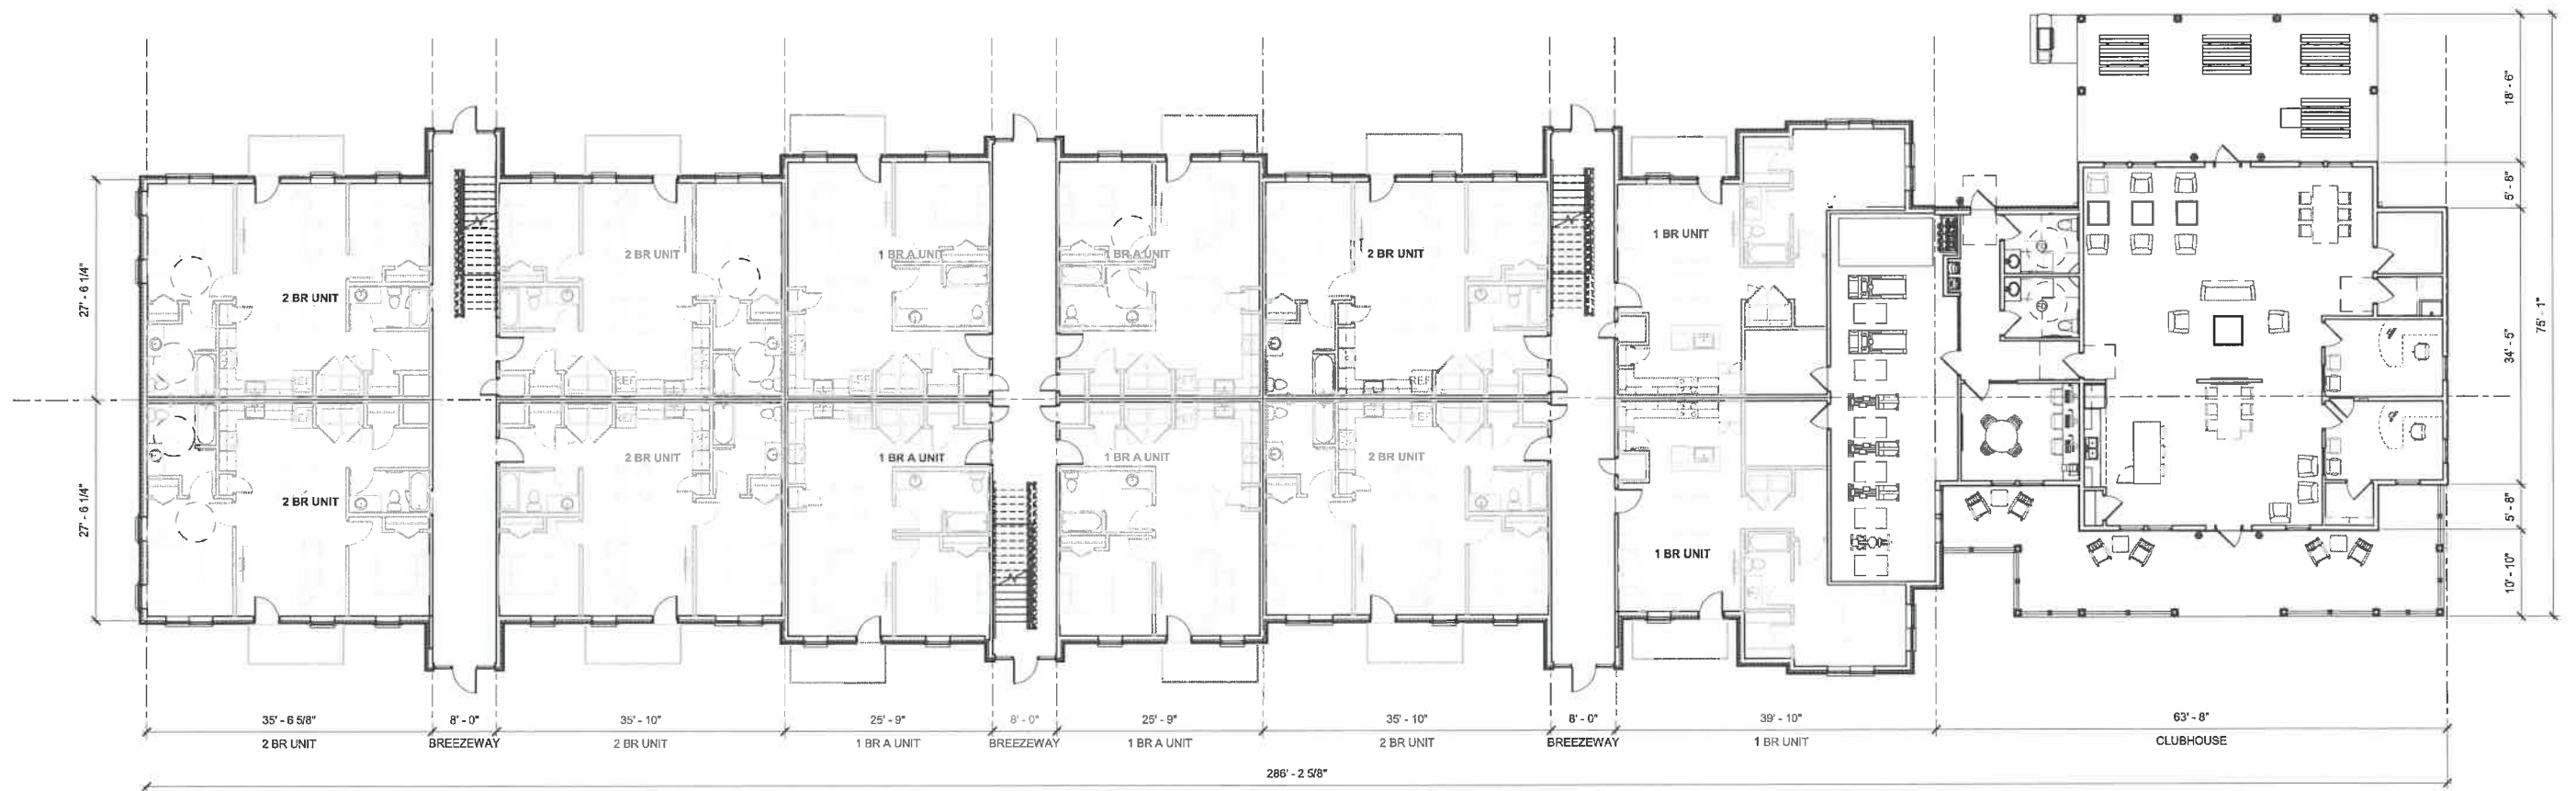 18' - 6"
5' - 8"
34' - 5"
75' - 1"
5' - 8"
10' - 10"
27' - 6 1/4"
27' - 6 1/4"
2 BR UNIT
2 BR UNIT
1 BR A UNIT
1 BR A UNIT
2 BR UNIT
1 BR UNIT
REF
REF
REF
2 BR UNIT
2 BR UNIT
1 BR A UNIT
1 BR A UNIT
2 BR UNIT
1 BR UNIT
35' - 6 5/8"
8' - 0"
35' - 10"
25' - 9"
8' - 0"
25' - 9"
35' - 10"
8' - 0"
39' - 10"
63' - 8"
2 BR UNIT
BREEZEWAY
2 BR UNIT
1 BR A UNIT
BREEZEWAY
1 BR A UNIT
2 BR UNIT
BREEZEWAY
1 BR UNIT
CLUBHOUSE
286' - 2 5/8"